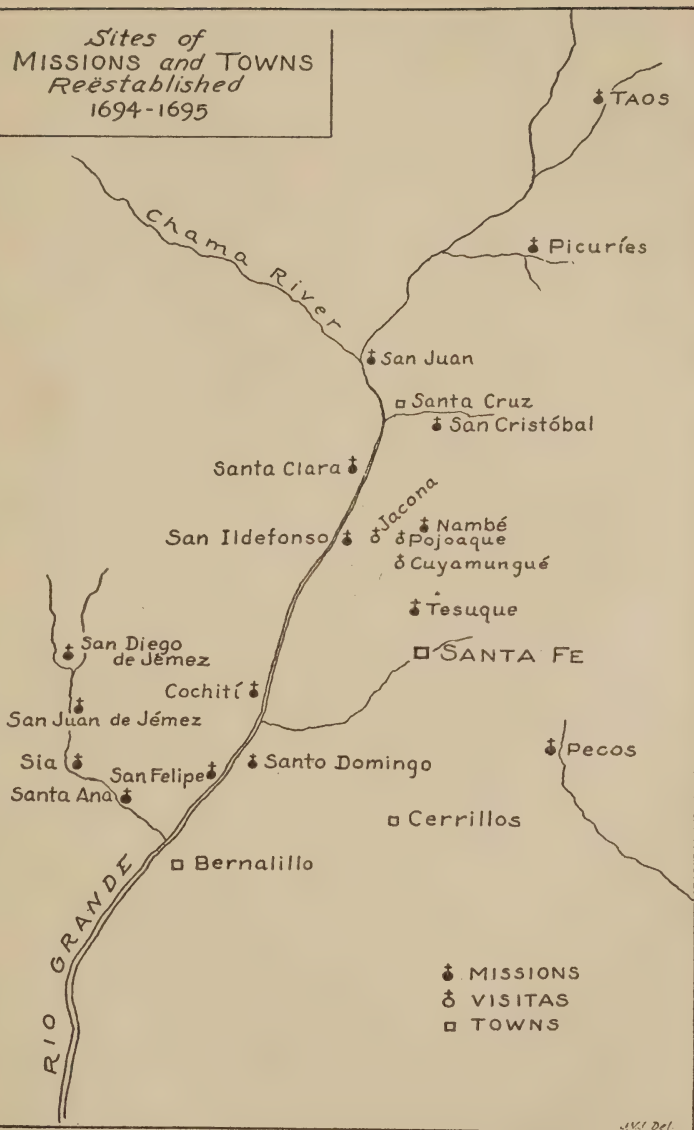 Sites of
MISSIONS and TOWNS
Reëstablished
1694-1695
TAOS
Chama River
Picuríes
San Juan
Santa Cruz
San Cristóbal
Santa Clara
Jacona
San Ildefonso
Nambé
Pojoaque
Cuyamungué
Tesuque
San Diego
de Jémez
SANTA FE
Cochití
San Juan de Jémez
Pecos
Sia
San Felipe
Santo Domingo
Santa Ana
Cerrillos
Bernalillo
RIO GRANDE
MISSIONS
VISITAS
TOWNS